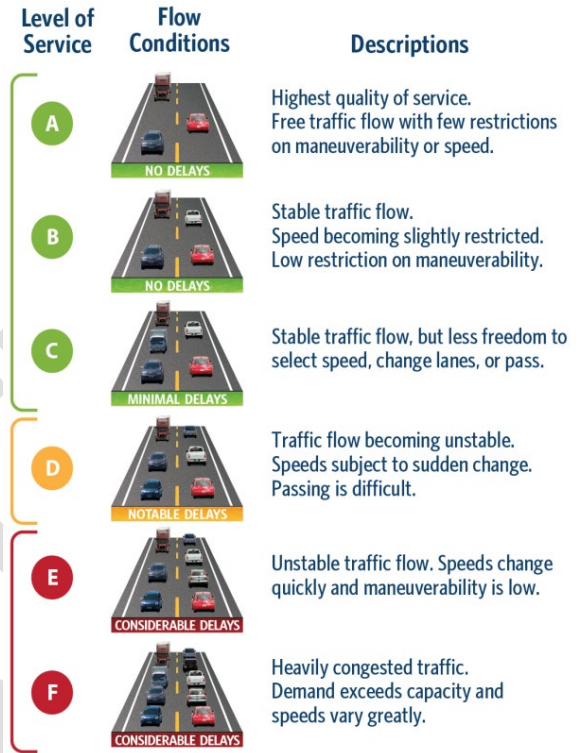 Level of
Service
Flow
Conditions
Descriptions
A
NO DELAYS
Highest quality of service.
Free traffic flow with few restrictions
on maneuverability or speed.
B
NO DELAYS
Stable traffic flow.
Speed becoming slightly restricted.
Low restriction on maneuverability.
C
MINIMAL DELAYS
Stable traffic flow, but less freedom to
select speed, change lanes, or pass.
D
NOTABLE DELAYS
Traffic flow becoming unstable.
Speeds subject to sudden change.
Passing is difficult.
E
CONSIDERABLE DELAYS
Unstable traffic flow. Speeds change
quickly and maneuverability is low.
F
CONSIDERABLE DELAYS
Heavily congested traffic.
Demand exceeds capacity and
speeds vary greatly.